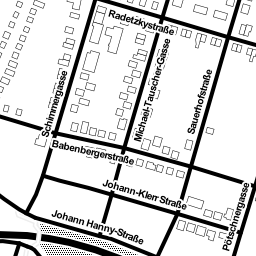 Radetzkystraße
Schimmergasse
Michael-Tauscher-Gasse
Sauerhofstraße
Babenbergerstraße
Johann-Klerr Straße
Pötschnergasse
Johann Hanny-Straße